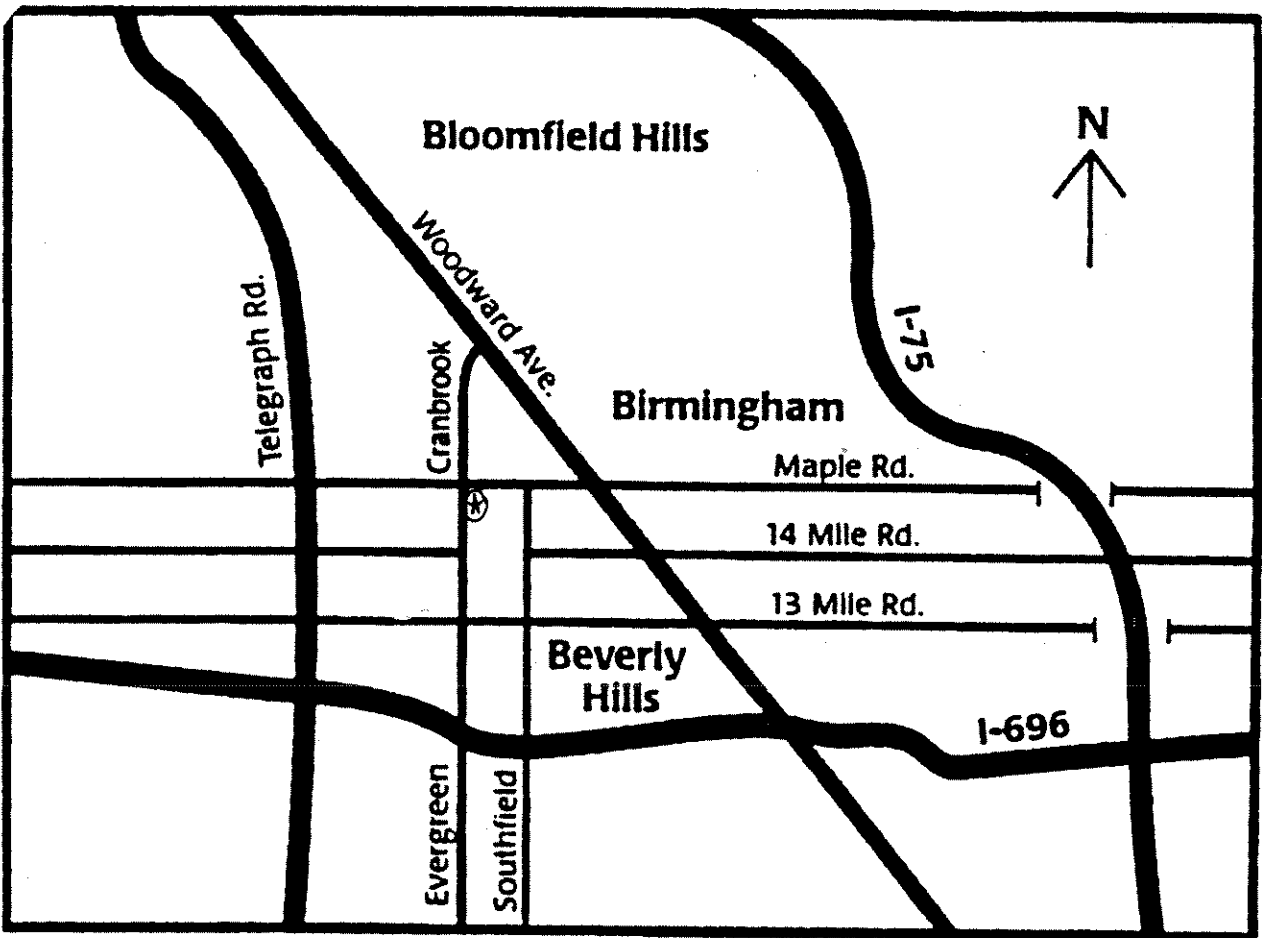 N
Bloomfield Hills
Woodward Ave.
Telegraph Rd.
I-75
Cranbrook
Birmingham
Maple Rd.
14 Mile Rd.
13 Mile Rd.
Beverly
Hills
I-696
Evergreen
Southfield